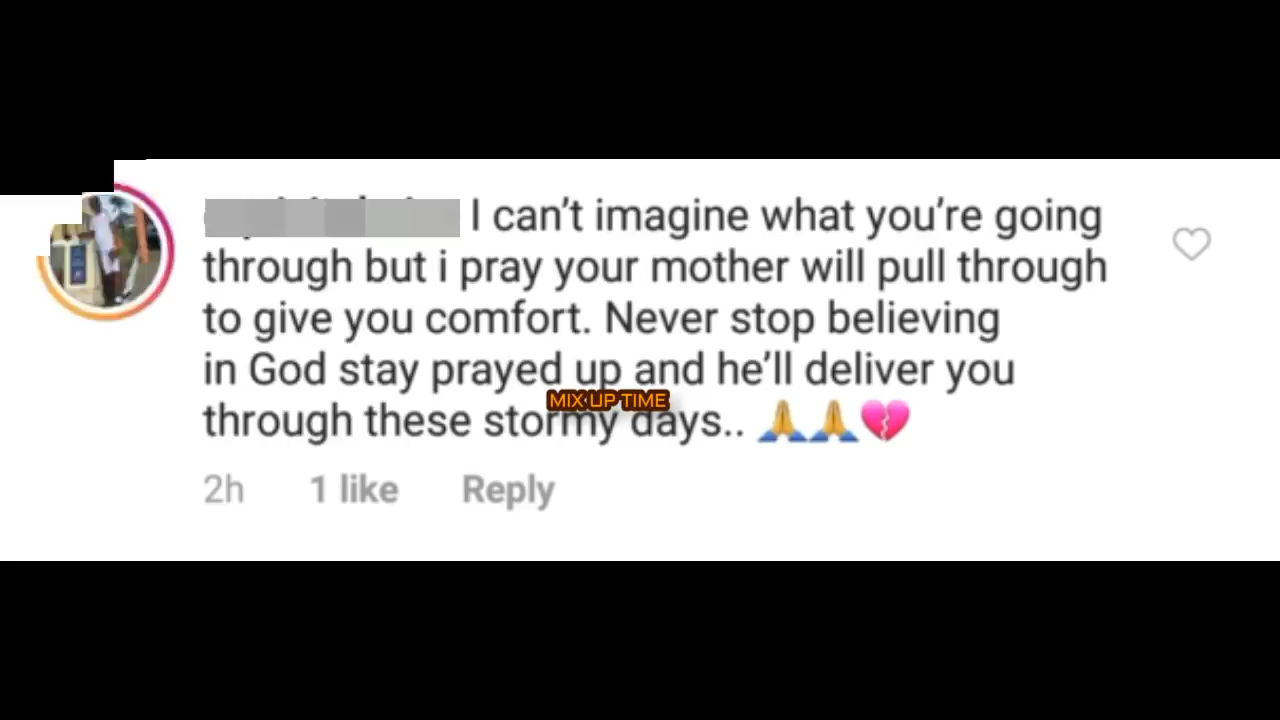 I can't imagine what you're going
through but i pray your mother will pull through
to give you comfort. Never stop believing
in God stay prayed up and he'll deliver you
MIX UP TIME
through these stormy days.. 🙏🙏💔
2h 1 like Reply